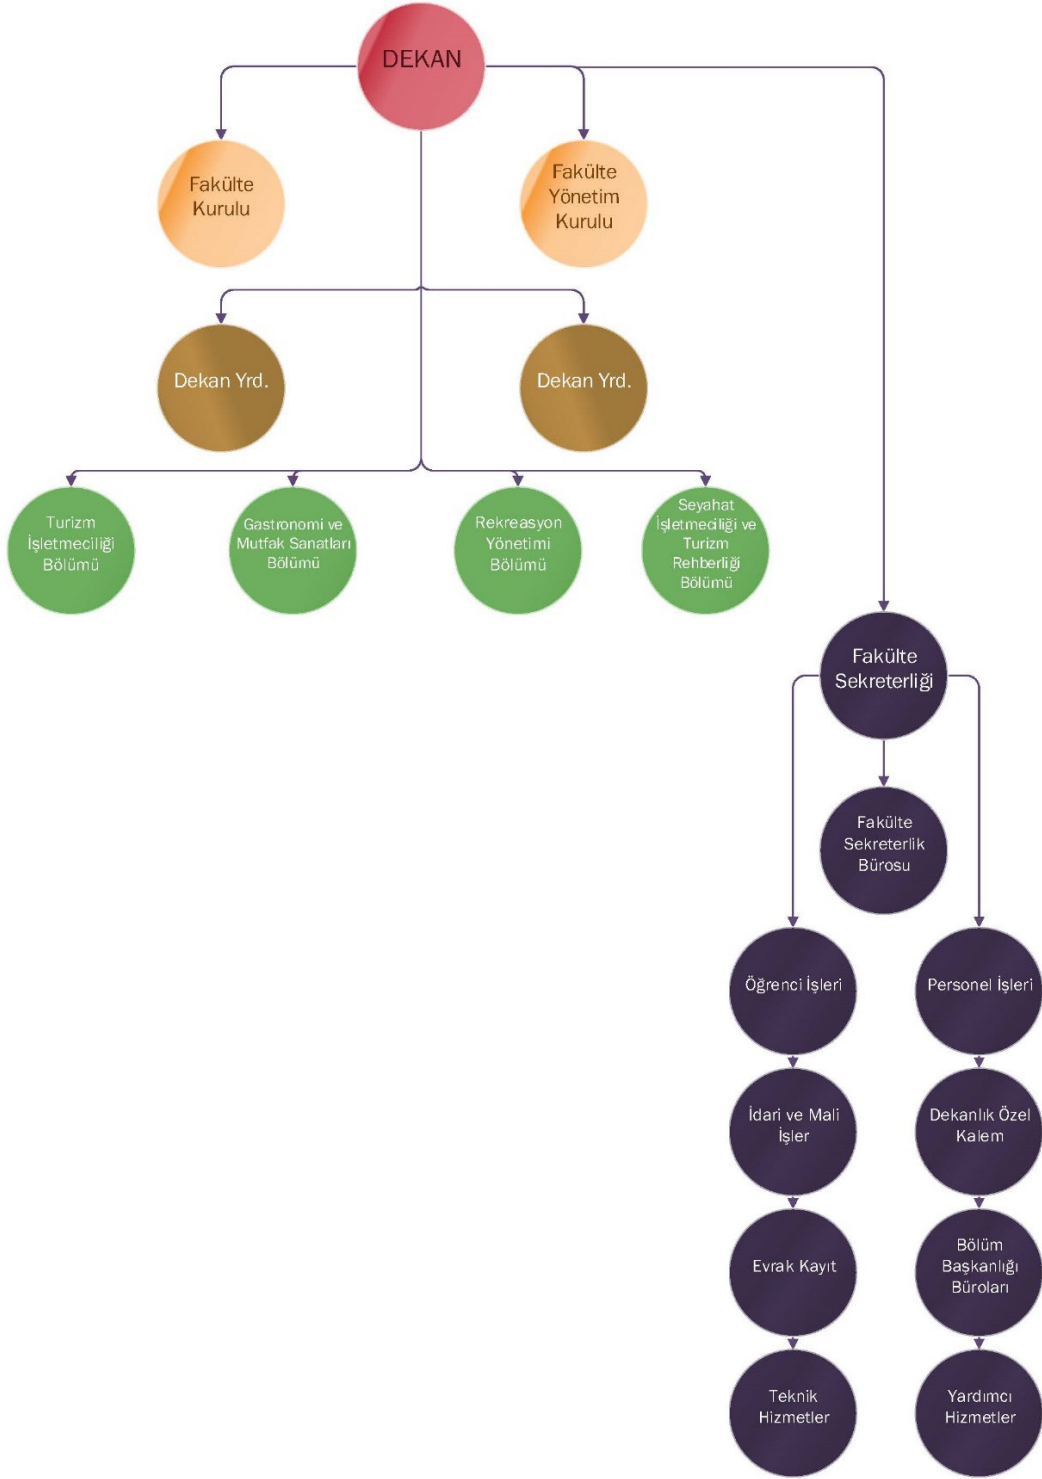 DEKAN
Fakülte
Kurulu
Fakülte
Yönetim
Kurulu
Dekan Yrd.
Dekan Yrd.
Turizm
İşletmeciliği
Bölümü
Gastronomi ve
Mutfak Sanatları
Bölümü
Rekreasyon
Yönetimi
Bölümü
Seyahat
İşletmeciliği ve
Turizm
Rehberliği
Bölümü
Fakülte
Sekreterliği
Fakülte
Sekreterlik
Bürosu
Öğrenci İşleri
Personel İşleri
İdari ve Mali
İşler
Dekanlık Özel
Kalem
Evrak Kayıt
Bölüm
Başkanlığı
Büroları
Teknik
Hizmetler
Yardımcı
Hizmetler